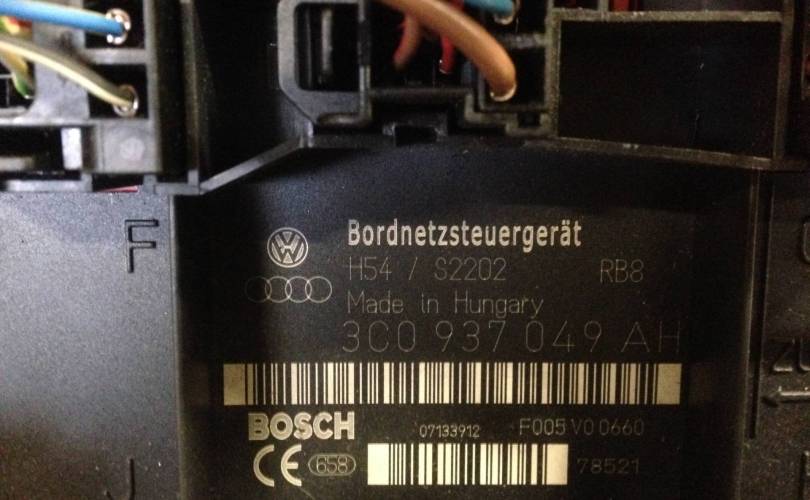 F
Bordnetzsteuergerät
H54 / S2202 RB8
Made in Hungary
3C0 937 049 AH
BOSCH 07133912 F005 V0 0660
CE 658 78521
J